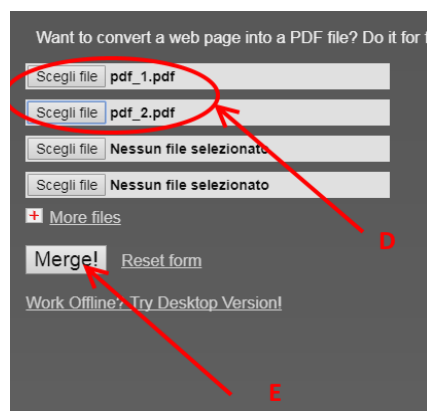 Want to convert a web page into a PDF file? Do it for
Scegli file pdf_1.pdf
Scegli file pdf_2.pdf
Scegli file Nessun file selezionato
Scegli file Nessun file selezionato
+ More files
D
Merge! Reset form
Work Offline? Try Desktop Version!
E